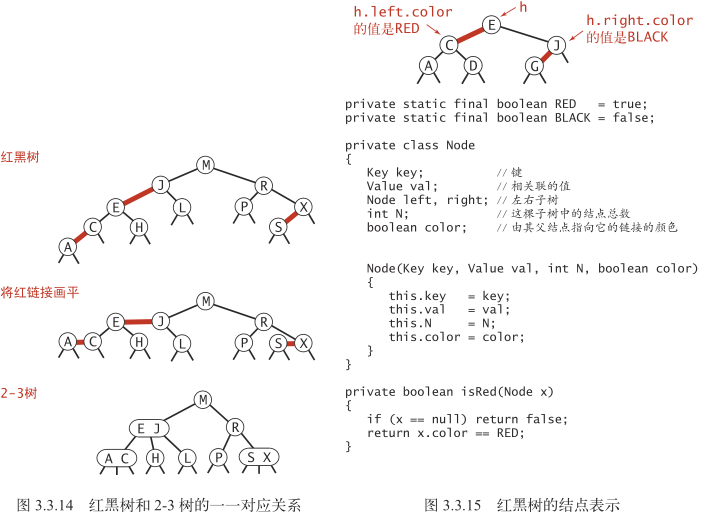 红黑树
M
J
R
E
L
P
X
C
H
S
A
将红链接画平
M
E
J
R
A
C
H
L
P
S
X
2-3树
M
E J
R
A C
H
L
P
S X
图 3.3.14 红黑树和 2-3 树的一一对应关系
h.left.color
的值是RED
h
h.right.color
的值是BLACK
E
C
J
A
D
G
private static final boolean RED = true;
private static final boolean BLACK = false;
private class Node
{
Key key; // 键
Value val; // 相关联的值
Node left, right; // 左右子树
int N; // 这棵子树中的结点总数
boolean color; // 由其父结点指向它的链接的颜色
Node(Key key, Value val, int N, boolean color)
{
this.key = key;
this.val = val;
this.N = N;
this.color = color;
}
}
private boolean isRed(Node x)
{
if (x == null) return false;
return x.color == RED;
}
图 3.3.15 红黑树的结点表示